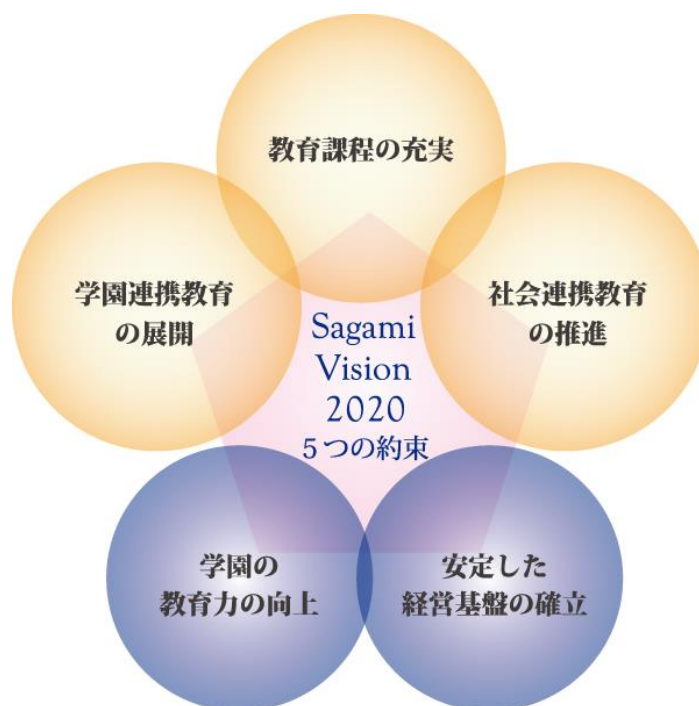 教育課程の充実
学園連携教育
の展開
社会連携教育
の推進
Sagami
Vision
2020
5つの約束
学園の
教育力の向上
安定した
経営基盤の確立